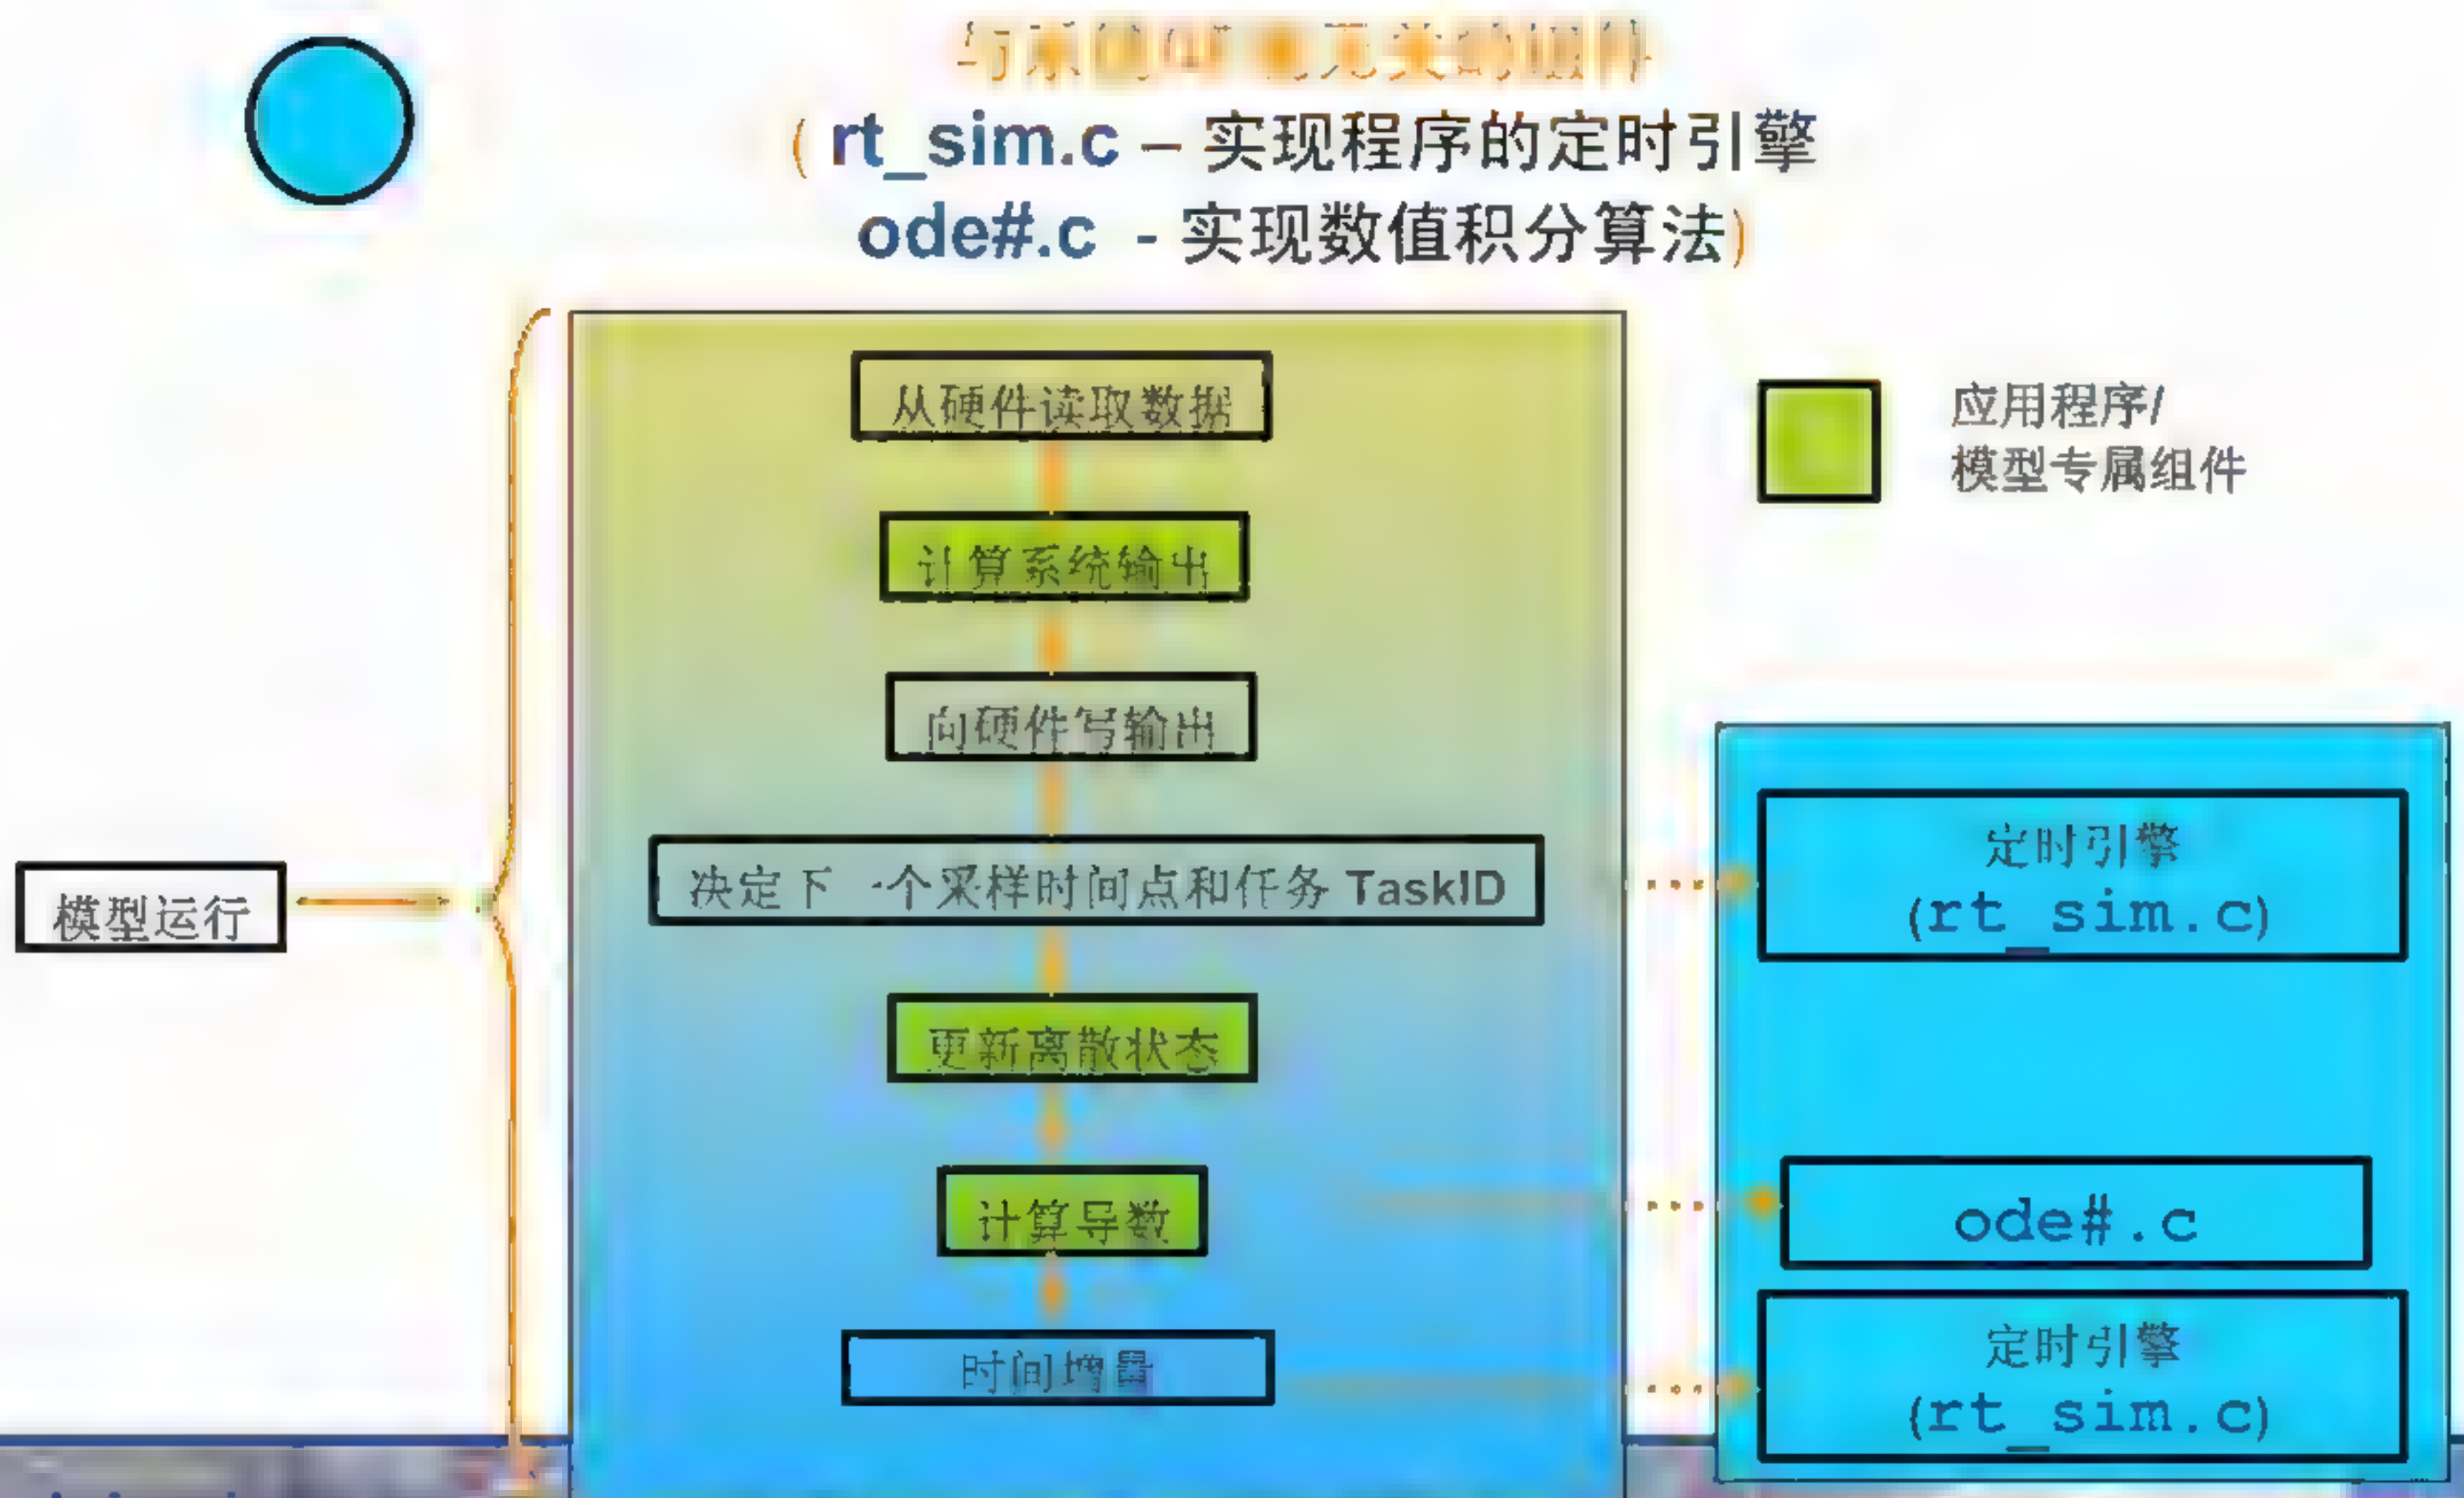 ( rt_sim.c – 实现程序的定时引擎
ode#.c - 实现数值积分算法)
从硬件读取数据
应用程序/
模型专属组件
计算系统输出
向硬件写输出
决定下一个采样时间点和任务 TaskID
定时引擎
(rt_sim.c)
模型运行
更新离散状态
计算导数
ode#.c
时间增量
定时引擎
(rt_sim.c)